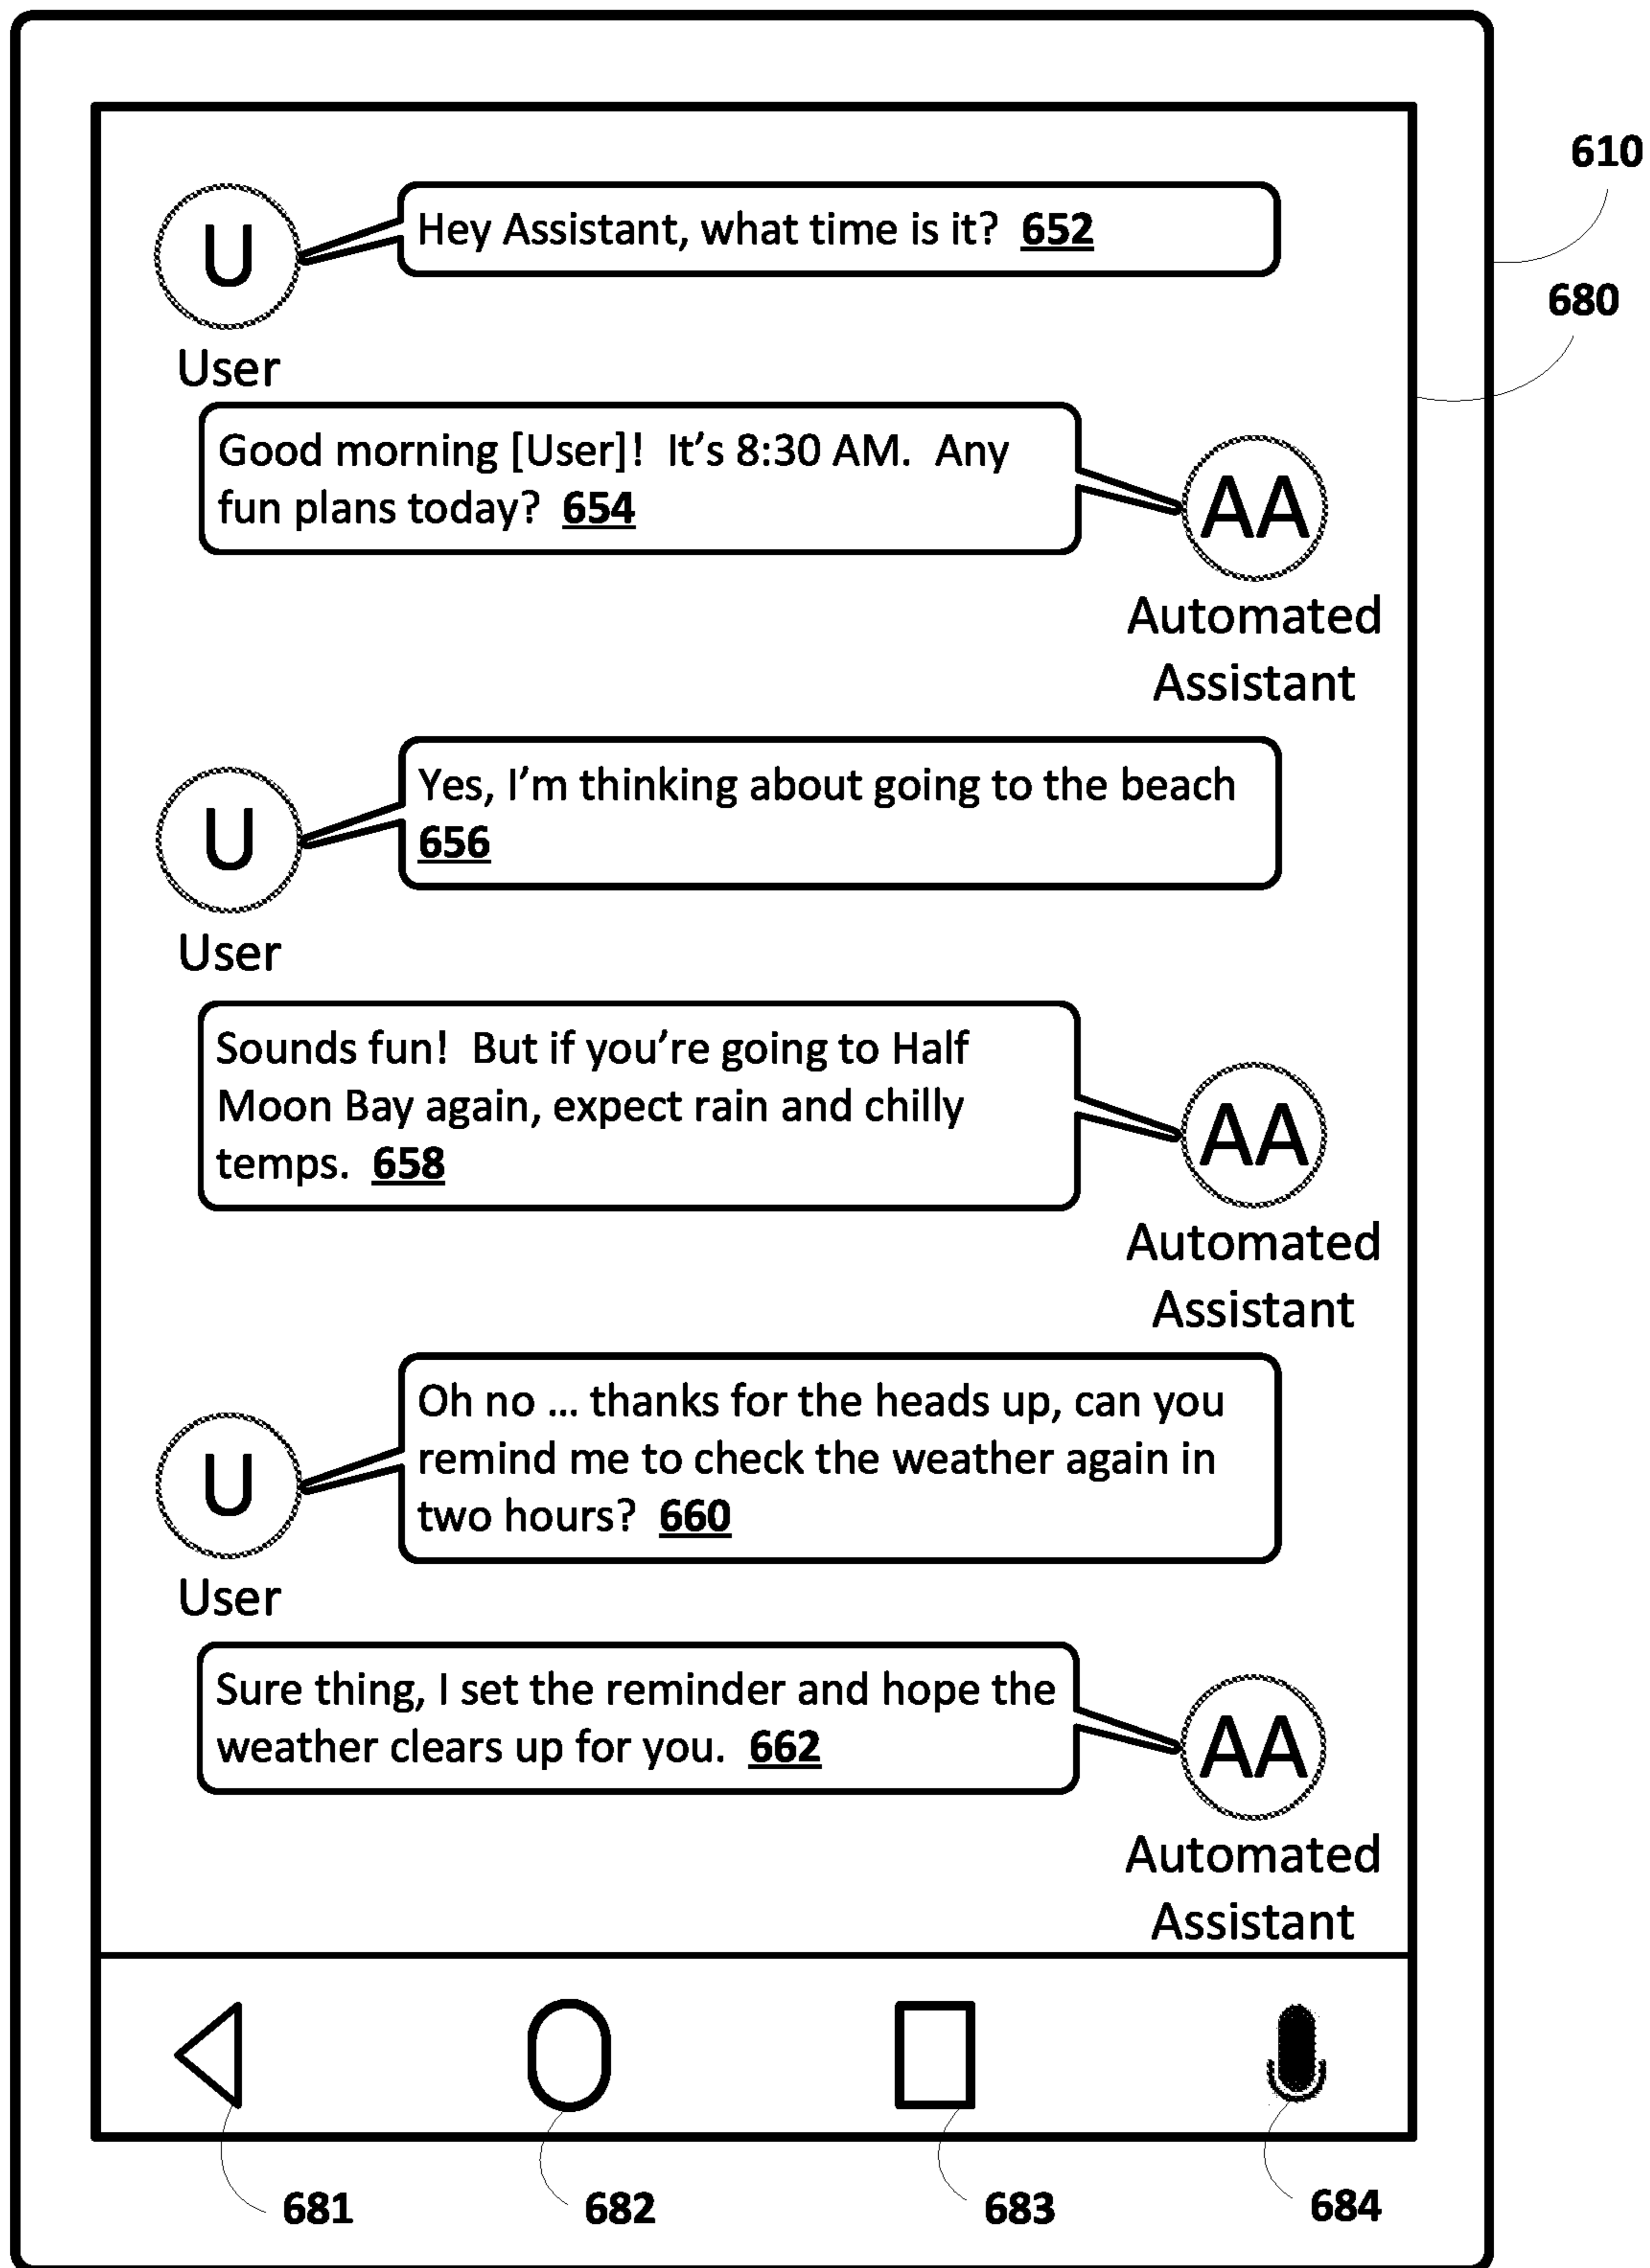 610
680
U
Hey Assistant, what time is it? 652
User
Good morning [User]! It's 8:30 AM. Any
fun plans today? 654
AA
Automated
Assistant
U
Yes, I'm thinking about going to the beach
656
User
Sounds fun! But if you're going to Half
Moon Bay again, expect rain and chilly
temps. 658
AA
Automated
Assistant
U
Oh no ... thanks for the heads up, can you
remind me to check the weather again in
two hours? 660
User
Sure thing, I set the reminder and hope the
weather clears up for you. 662
AA
Automated
Assistant
681
682
683
684